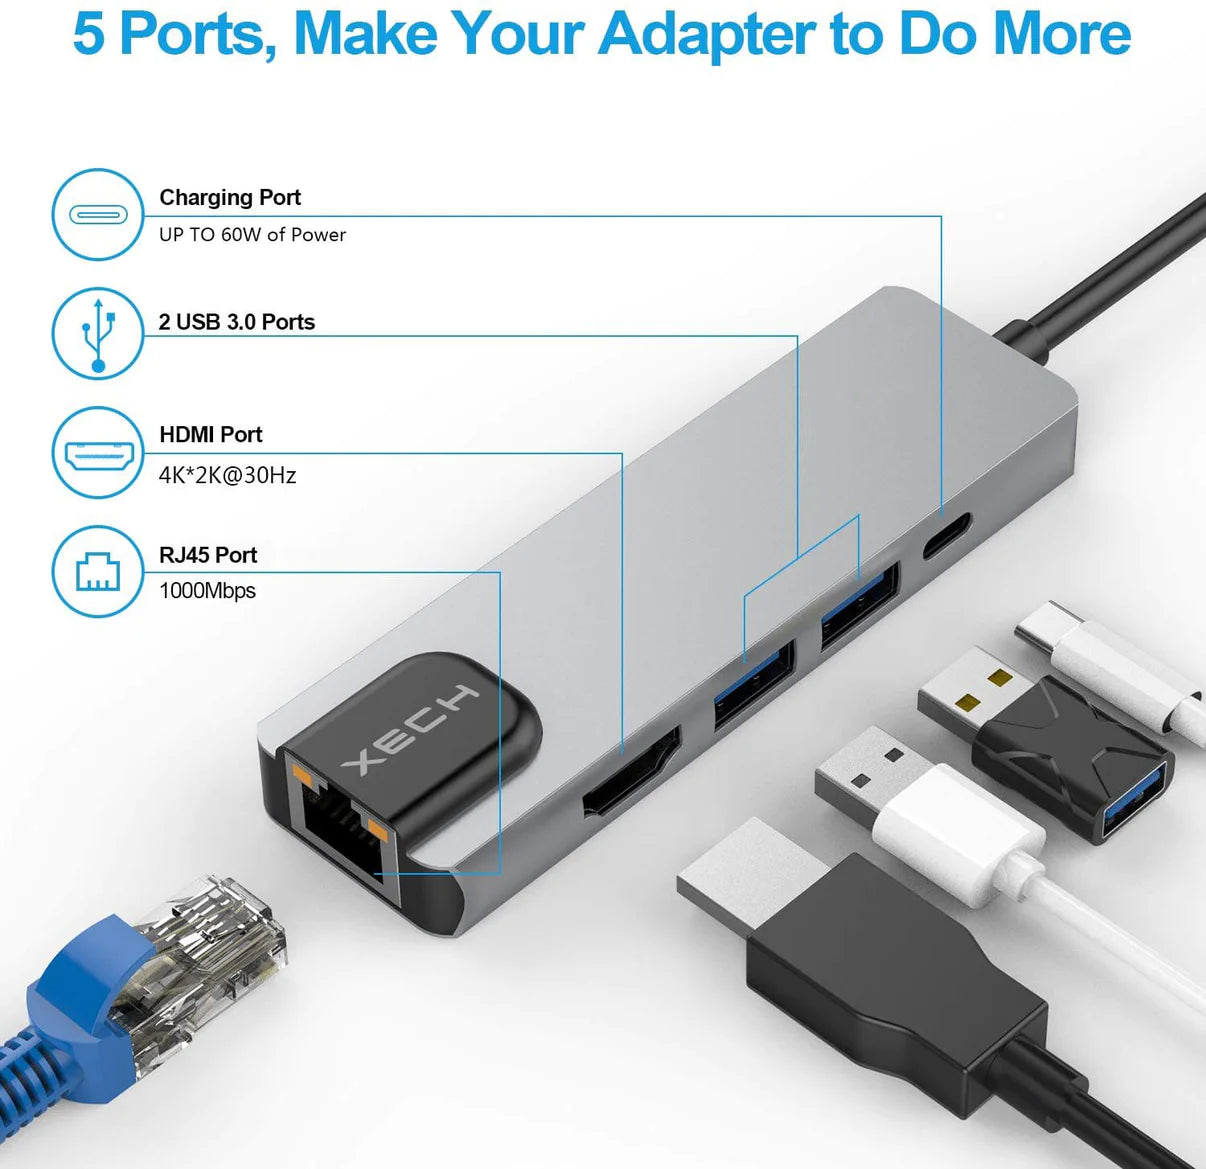 5 Ports, Make Your Adapter to Do More
Charging Port
UP TO 60W of Power
2 USB 3.0 Ports
HDMI Port
4K*2K@30Hz
RJ45 Port
1000Mbps
XECH